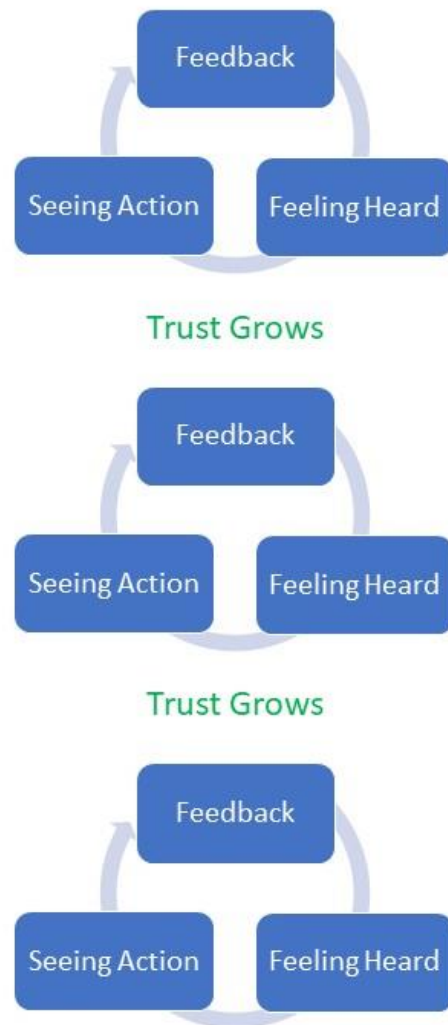 Feedback
Seeing Action
Feeling Heard
Trust Grows
Feedback
Seeing Action
Feeling Heard
Trust Grows
Feedback
Seeing Action
Feeling Heard